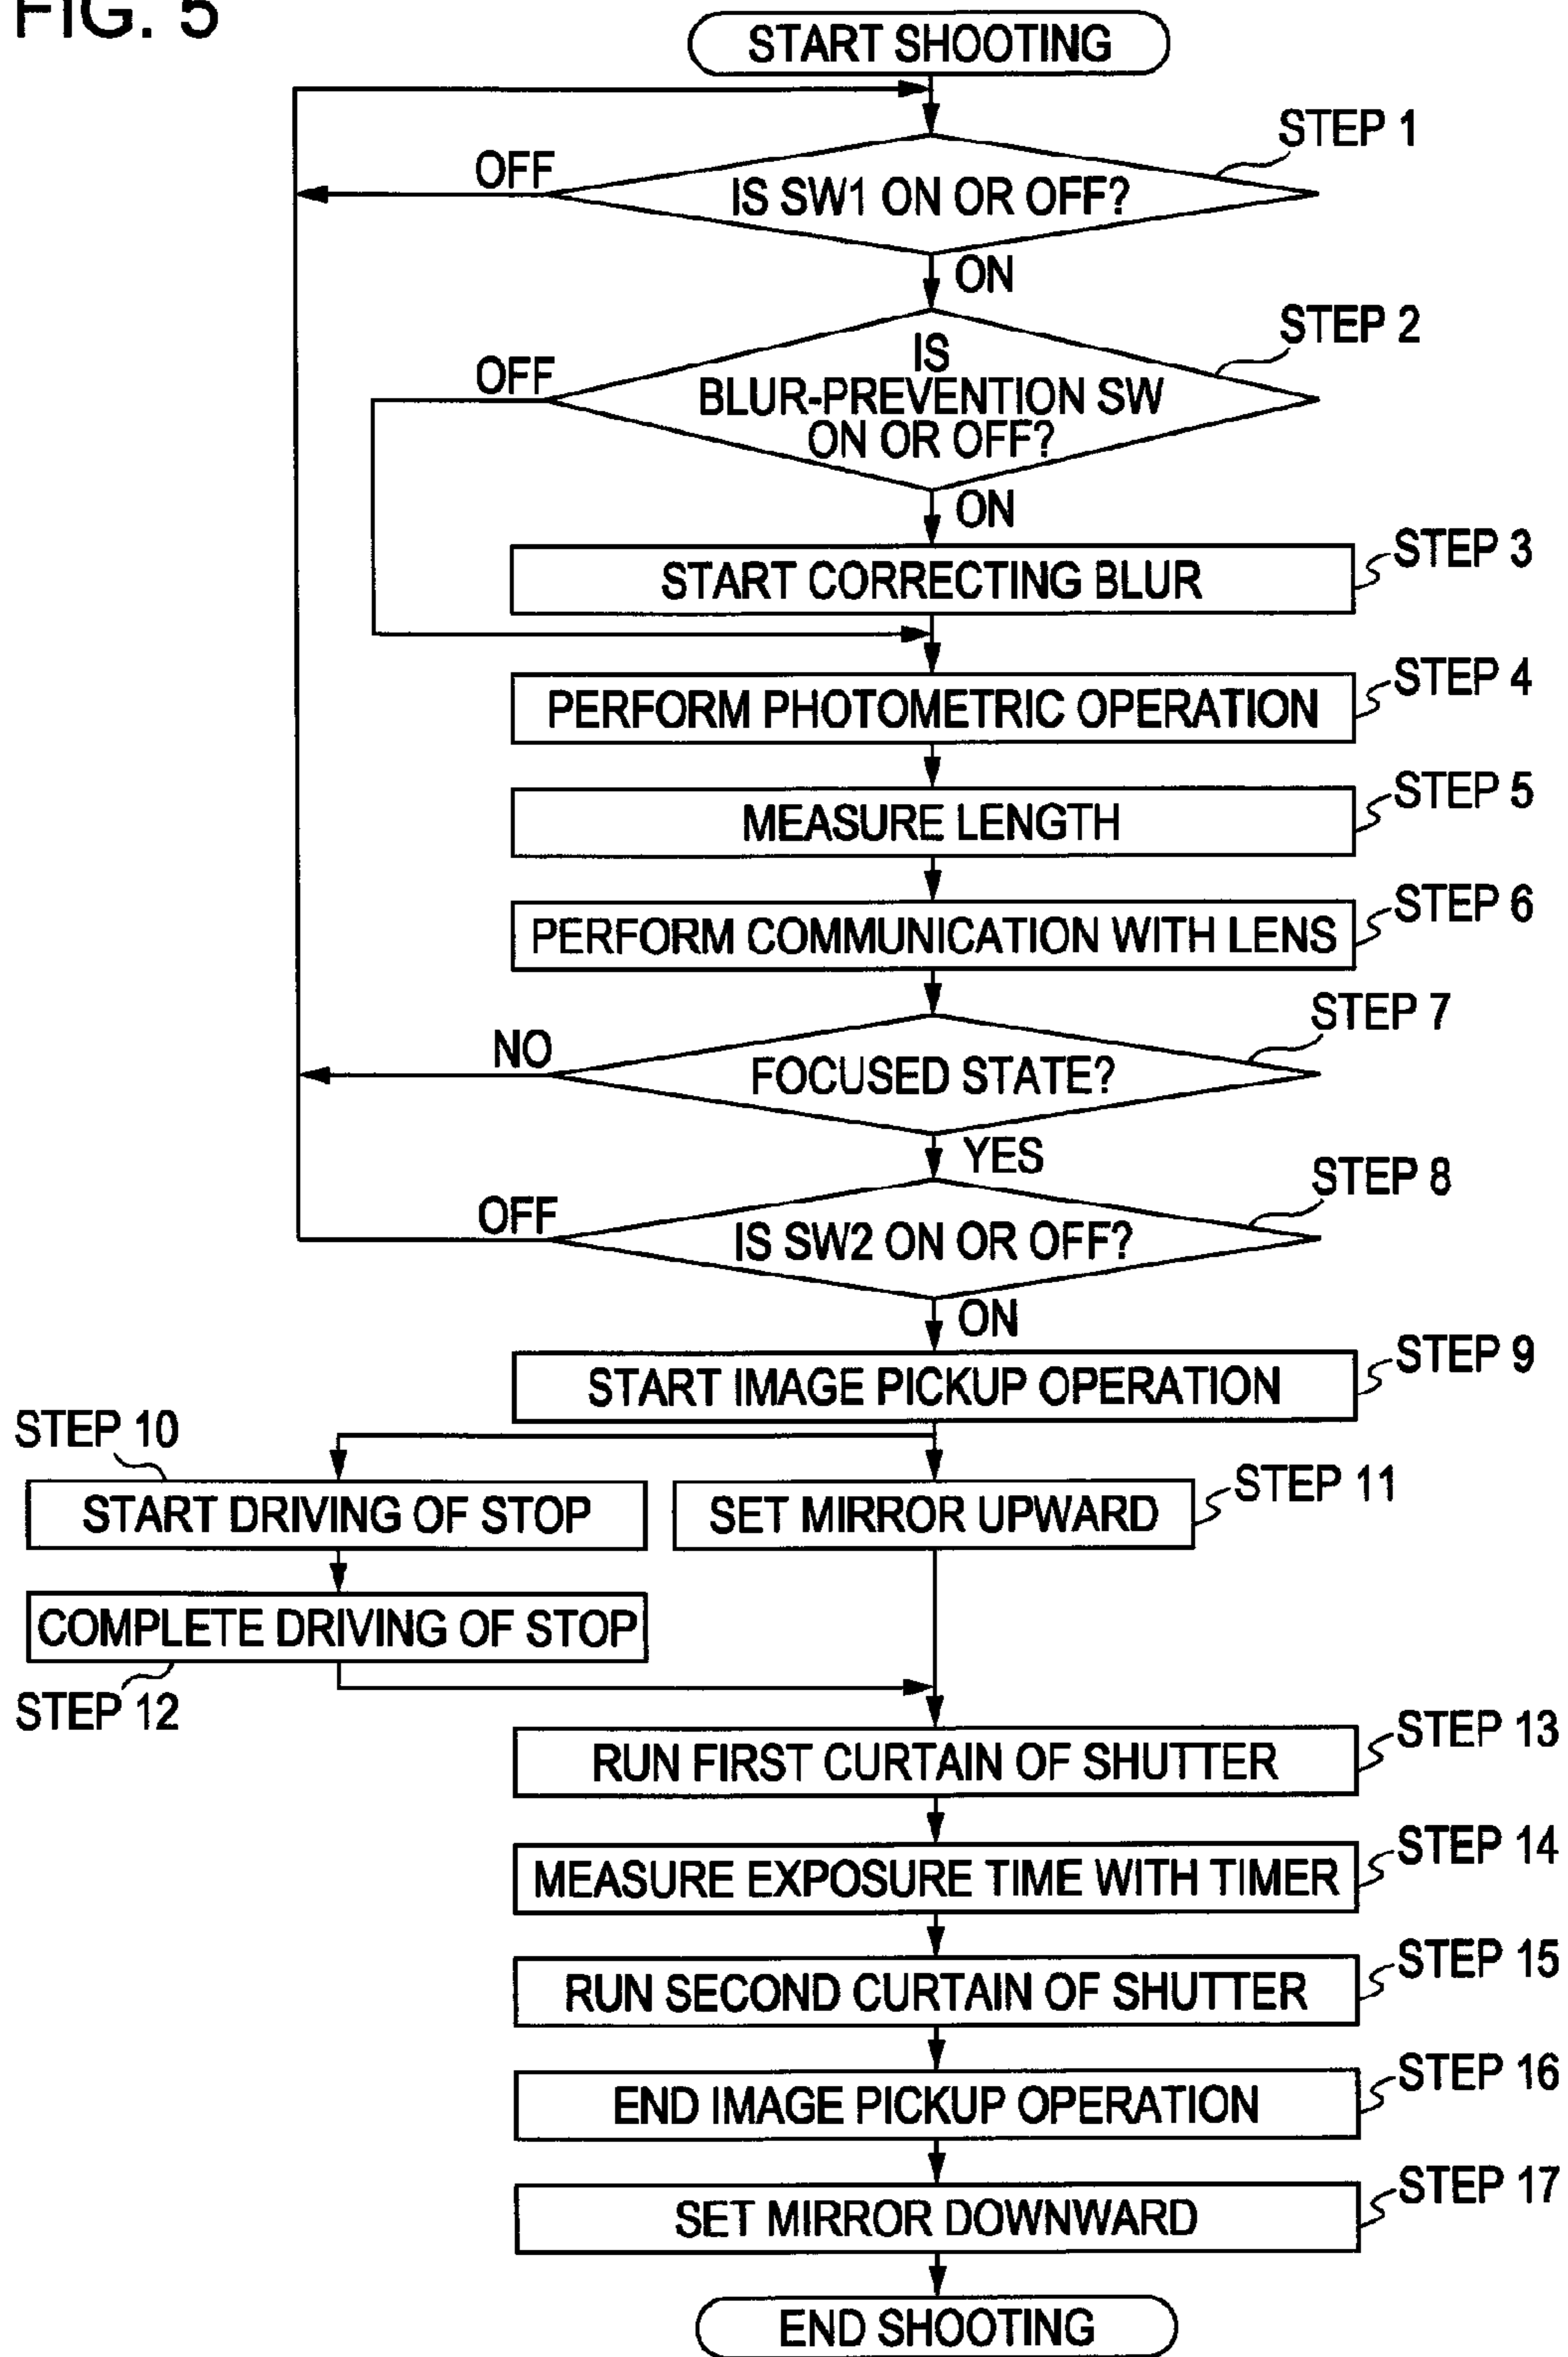 FIG. 5
START SHOOTING
STEP 1
OFF
IS SW1 ON OR OFF?
ON
STEP 2
OFF
IS
BLUR-PREVENTION SW
ON OR OFF?
ON
STEP 3
START CORRECTING BLUR
STEP 4
PERFORM PHOTOMETRIC OPERATION
STEP 5
MEASURE LENGTH
STEP 6
PERFORM COMMUNICATION WITH LENS
STEP 7
NO
FOCUSED STATE?
YES
STEP 8
OFF
IS SW2 ON OR OFF?
ON
STEP 9
START IMAGE PICKUP OPERATION
STEP 10
START DRIVING OF STOP
SET MIRROR UPWARD
STEP 11
COMPLETE DRIVING OF STOP
STEP 12
STEP 13
RUN FIRST CURTAIN OF SHUTTER
STEP 14
MEASURE EXPOSURE TIME WITH TIMER
STEP 15
RUN SECOND CURTAIN OF SHUTTER
STEP 16
END IMAGE PICKUP OPERATION
STEP 17
SET MIRROR DOWNWARD
END SHOOTING